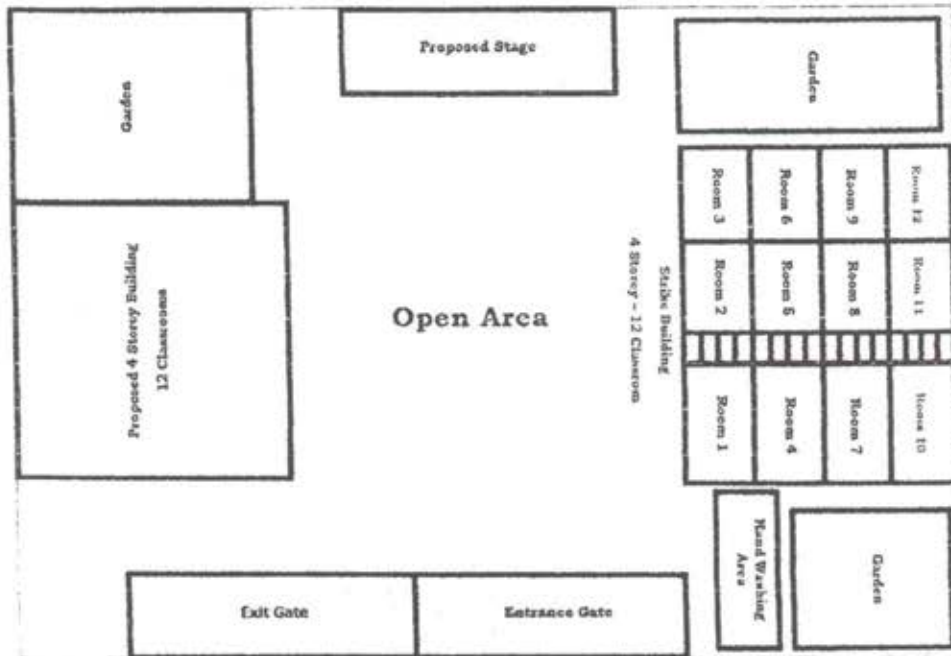 Proposed Stage
Garden
Garden
Room 3
Room 6
Room 9
Room 12
Proposed 4 Storey Building
12 Classrooms
Open Area
Strike Building
4 Storey - 12 Classrom
Room 2
Room 5
Room 8
Room 11
Room 1
Room 4
Room 7
Room 10
Hand Washing
Area
Garden
Exit Gate
Entrance Gate